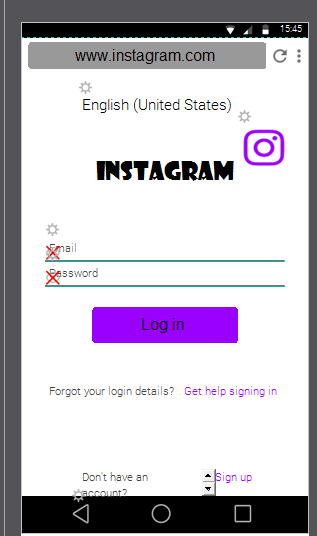 15:45
www.instagram.com
English (United States)
INSTAGRAM
Email
Password
Log in
Forgot your login details? Get help signing in
Don't have an Sign up
account?